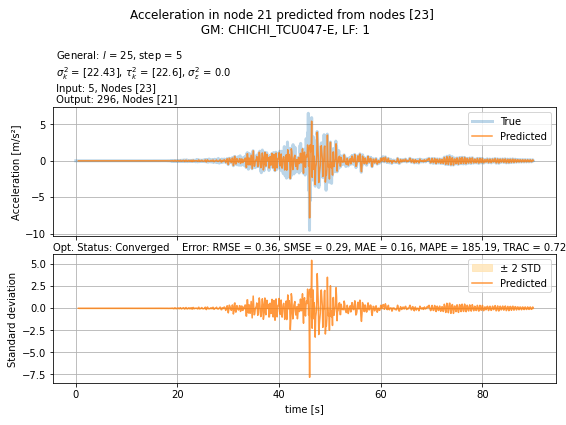 Acceleration in node 21 predicted from nodes [23]
GM: CHICHI_TCU047-E, LF: 1
General: l = 25, step = 5
σ²ₖ = [22.43], τ²ₖ = [22.6], σ²ε = 0.0
Input: 5, Nodes [23]
Output: 296, Nodes [21]
Acceleration [m/s²]
5
0
−5
−10
True
Predicted
Opt. Status: Converged Error: RMSE = 0.36, SMSE = 0.29, MAE = 0.16, MAPE = 185.19, TRAC = 0.72
Standard deviation
5.0
2.5
0.0
−2.5
−5.0
−7.5
± 2 STD
Predicted
0 20 40 60 80
time [s]